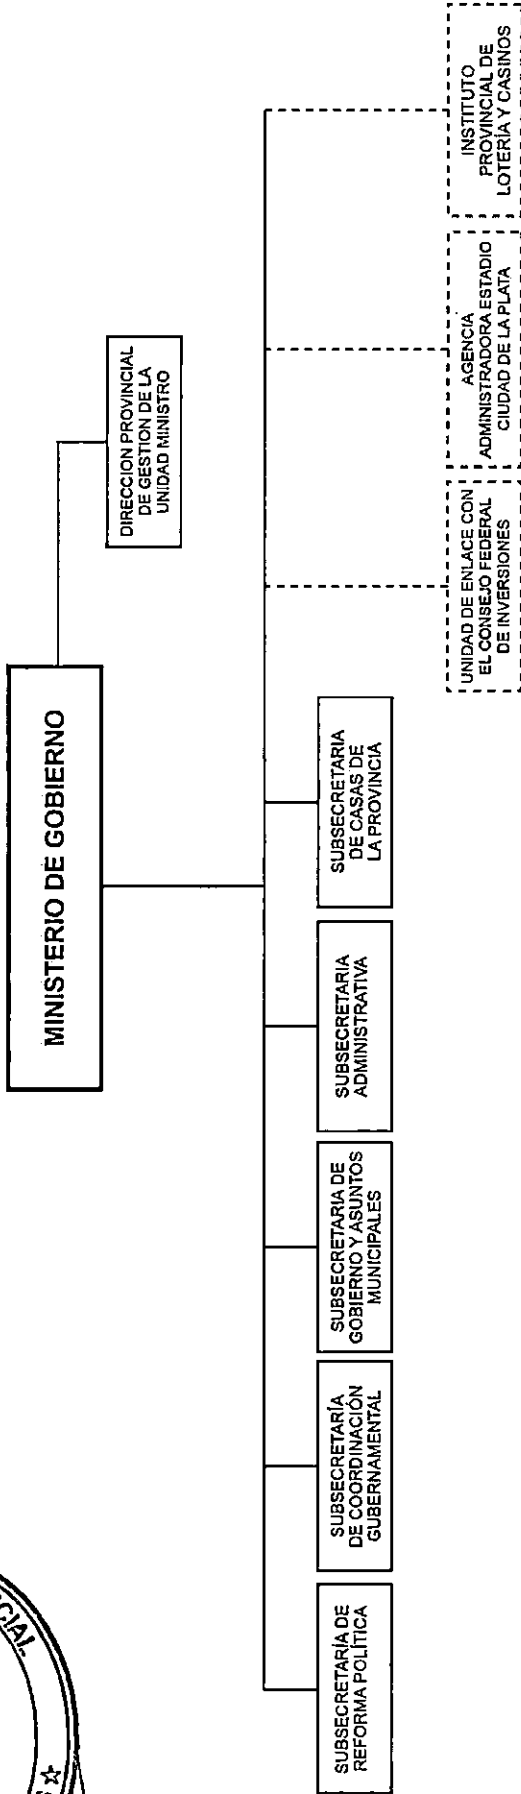 MINISTERIO DE GOBIERNO
DIRECCION PROVINCIAL
DE GESTION DE LA
UNIDAD MINISTRO
SUBSECRETARÍA DE
REFORMA POLÍTICA
SUBSECRETARÍA
DE COORDINACIÓN
GUBERNAMENTAL
SUBSECRETARIA DE
GOBIERNO Y ASUNTOS
MUNICIPALES
SUBSECRETARIA
ADMINISTRATIVA
SUBSECRETARIA
DE CASAS DE
LA PROVINCIA
UNIDAD DE ENLACE CON
EL CONSEJO FEDERAL
DE INVERSIONES
AGENCIA
ADMINISTRADORA ESTADIO
CIUDAD DE LA PLATA
INSTITUTO
PROVINCIAL DE
LOTERÍA Y CASINOS